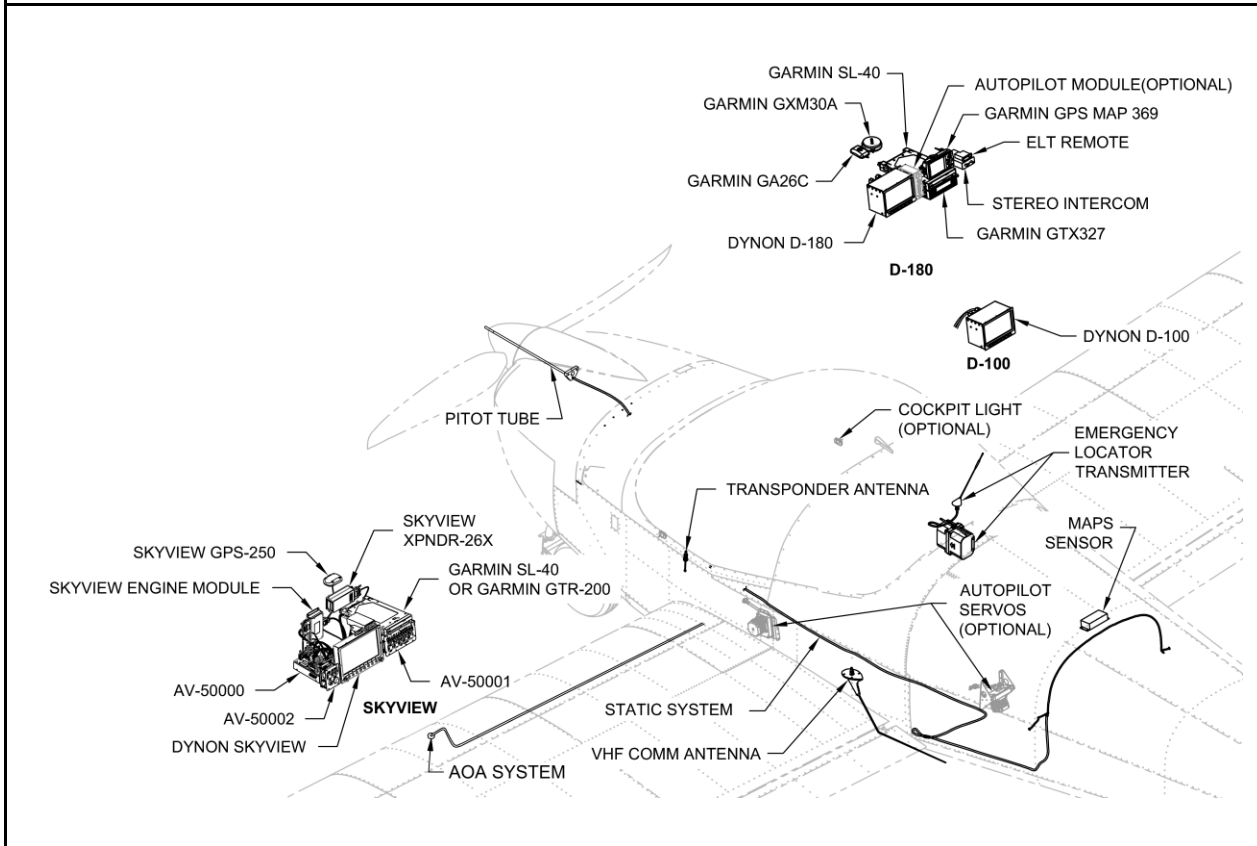 GARMIN SL-40
AUTOPILOT MODULE(OPTIONAL)
GARMIN GXM30A
GARMIN GPS MAP 369
ELT REMOTE
GARMIN GA26C
STEREO INTERCOM
DYNON D-180
GARMIN GTX327
D-180
DYNON D-100
D-100
PITOT TUBE
COCKPIT LIGHT
(OPTIONAL)
EMERGENCY
LOCATOR
TRANSMITTER
TRANSPONDER ANTENNA
MAPS
SENSOR
SKYVIEW
XPNDR-26X
SKYVIEW GPS-250
GARMIN SL-40
OR GARMIN GTR-200
SKYVIEW ENGINE MODULE
AUTOPILOT
SERVOS
(OPTIONAL)
AV-50000
AV-50001
AV-50002
SKYVIEW
DYNON SKYVIEW
STATIC SYSTEM
VHF COMM ANTENNA
AOA SYSTEM